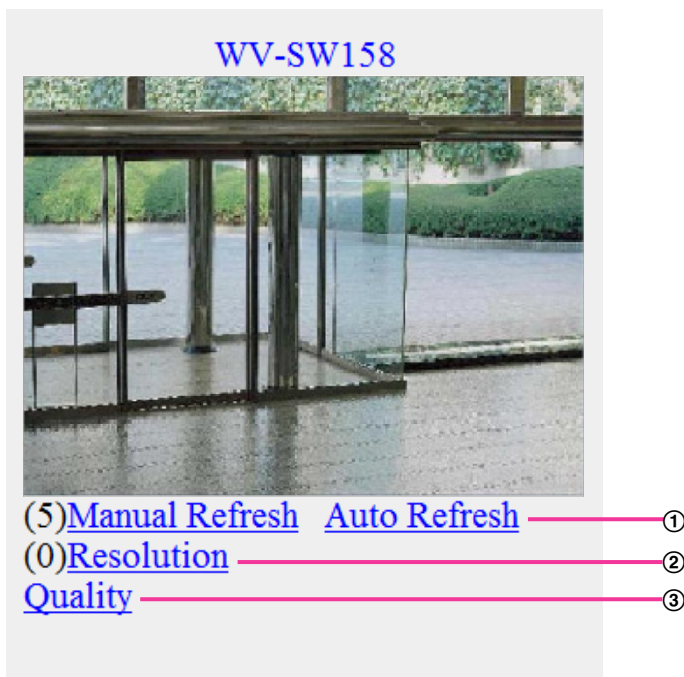 WV-SW158
(5)Manual Refresh Auto Refresh ①
(0)Resolution ②
Quality ③